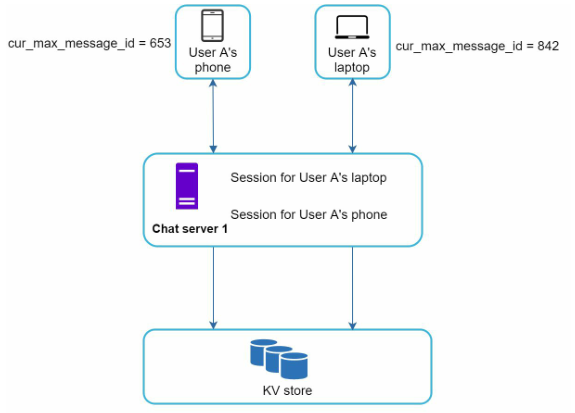 cur_max_message_id = 653
User A's
phone
User A's
laptop
cur_max_message_id = 842
Session for User A's laptop
Session for User A's phone
Chat server 1
KV store